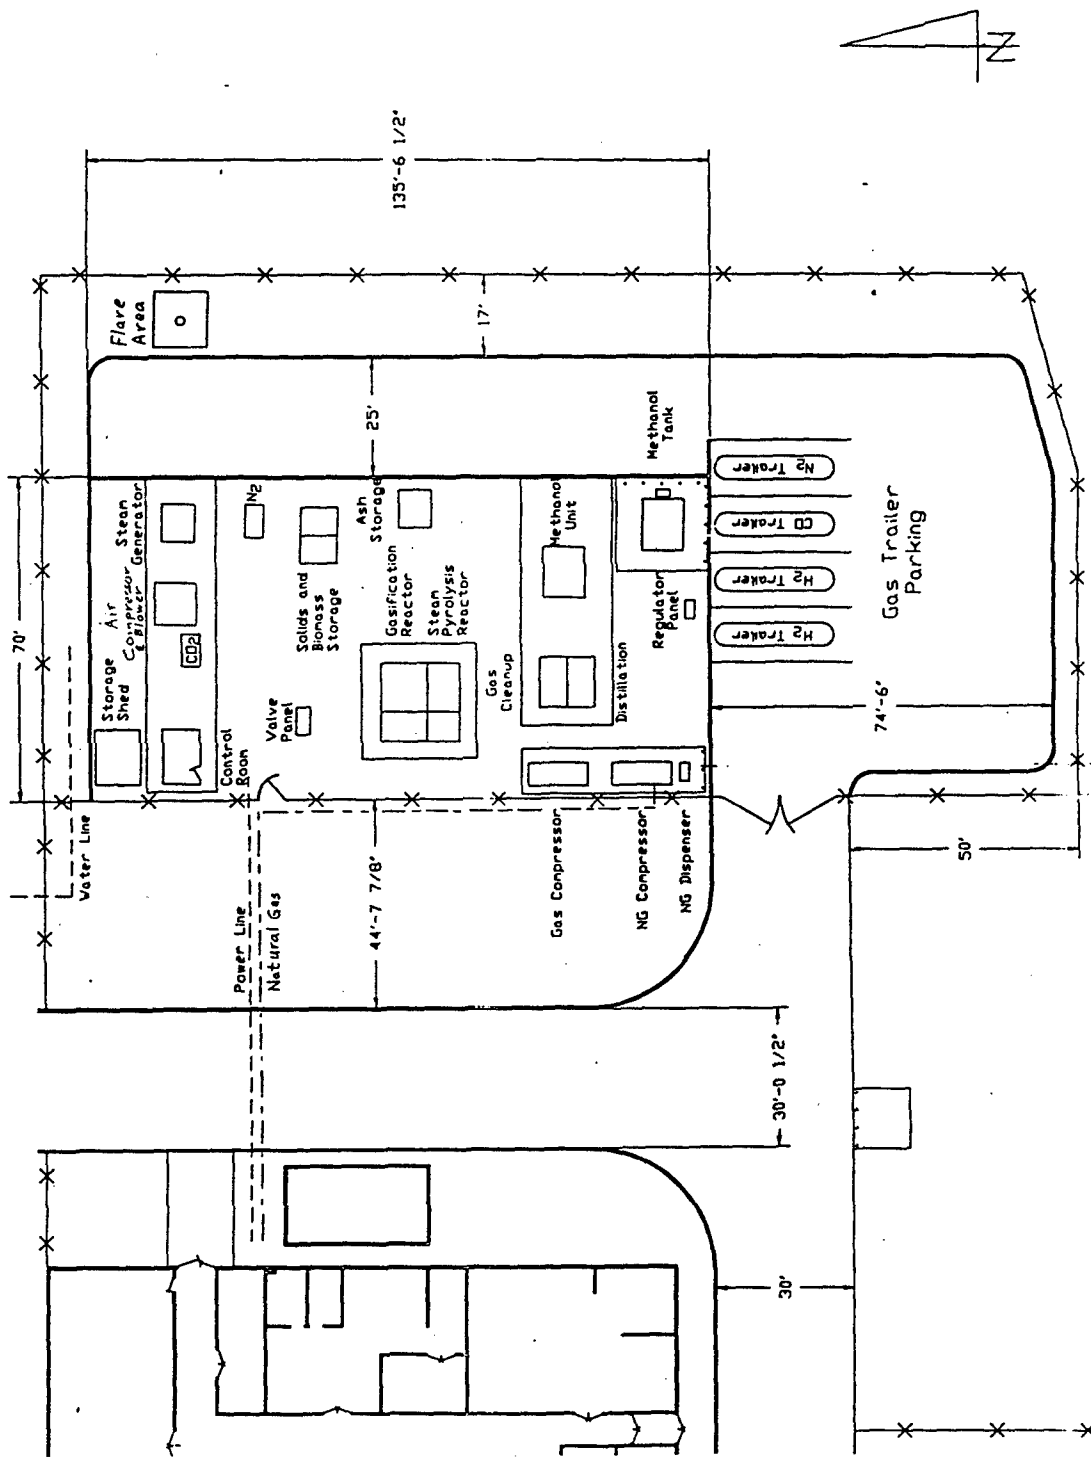 N
135'-6 1/2"
Flare
Area
17'
25'
70'
Storage
Shed
Air
Compressor
& Blower
Steam
Generator
CO2
N2
Control
Room
Valve
Panel
Solids and
Biomass
Storage
Ash
Storage
Gasification
Reactor
Steam
Pyrolysis
Reactor
Gas
Cleanup
Methanol
Unit
Distillation
Methanol
Tank
Regulator
Panel
N2 Trailer
CO Trailer
H2 Trailer
H2 Trailer
Gas Trailer
Parking
74'-6"
50'
Water Line
Power Line
Natural Gas
44'-7 7/8"
Gas Compressor
NG Compressor
NG Dispenser
30'-0 1/2"
30'